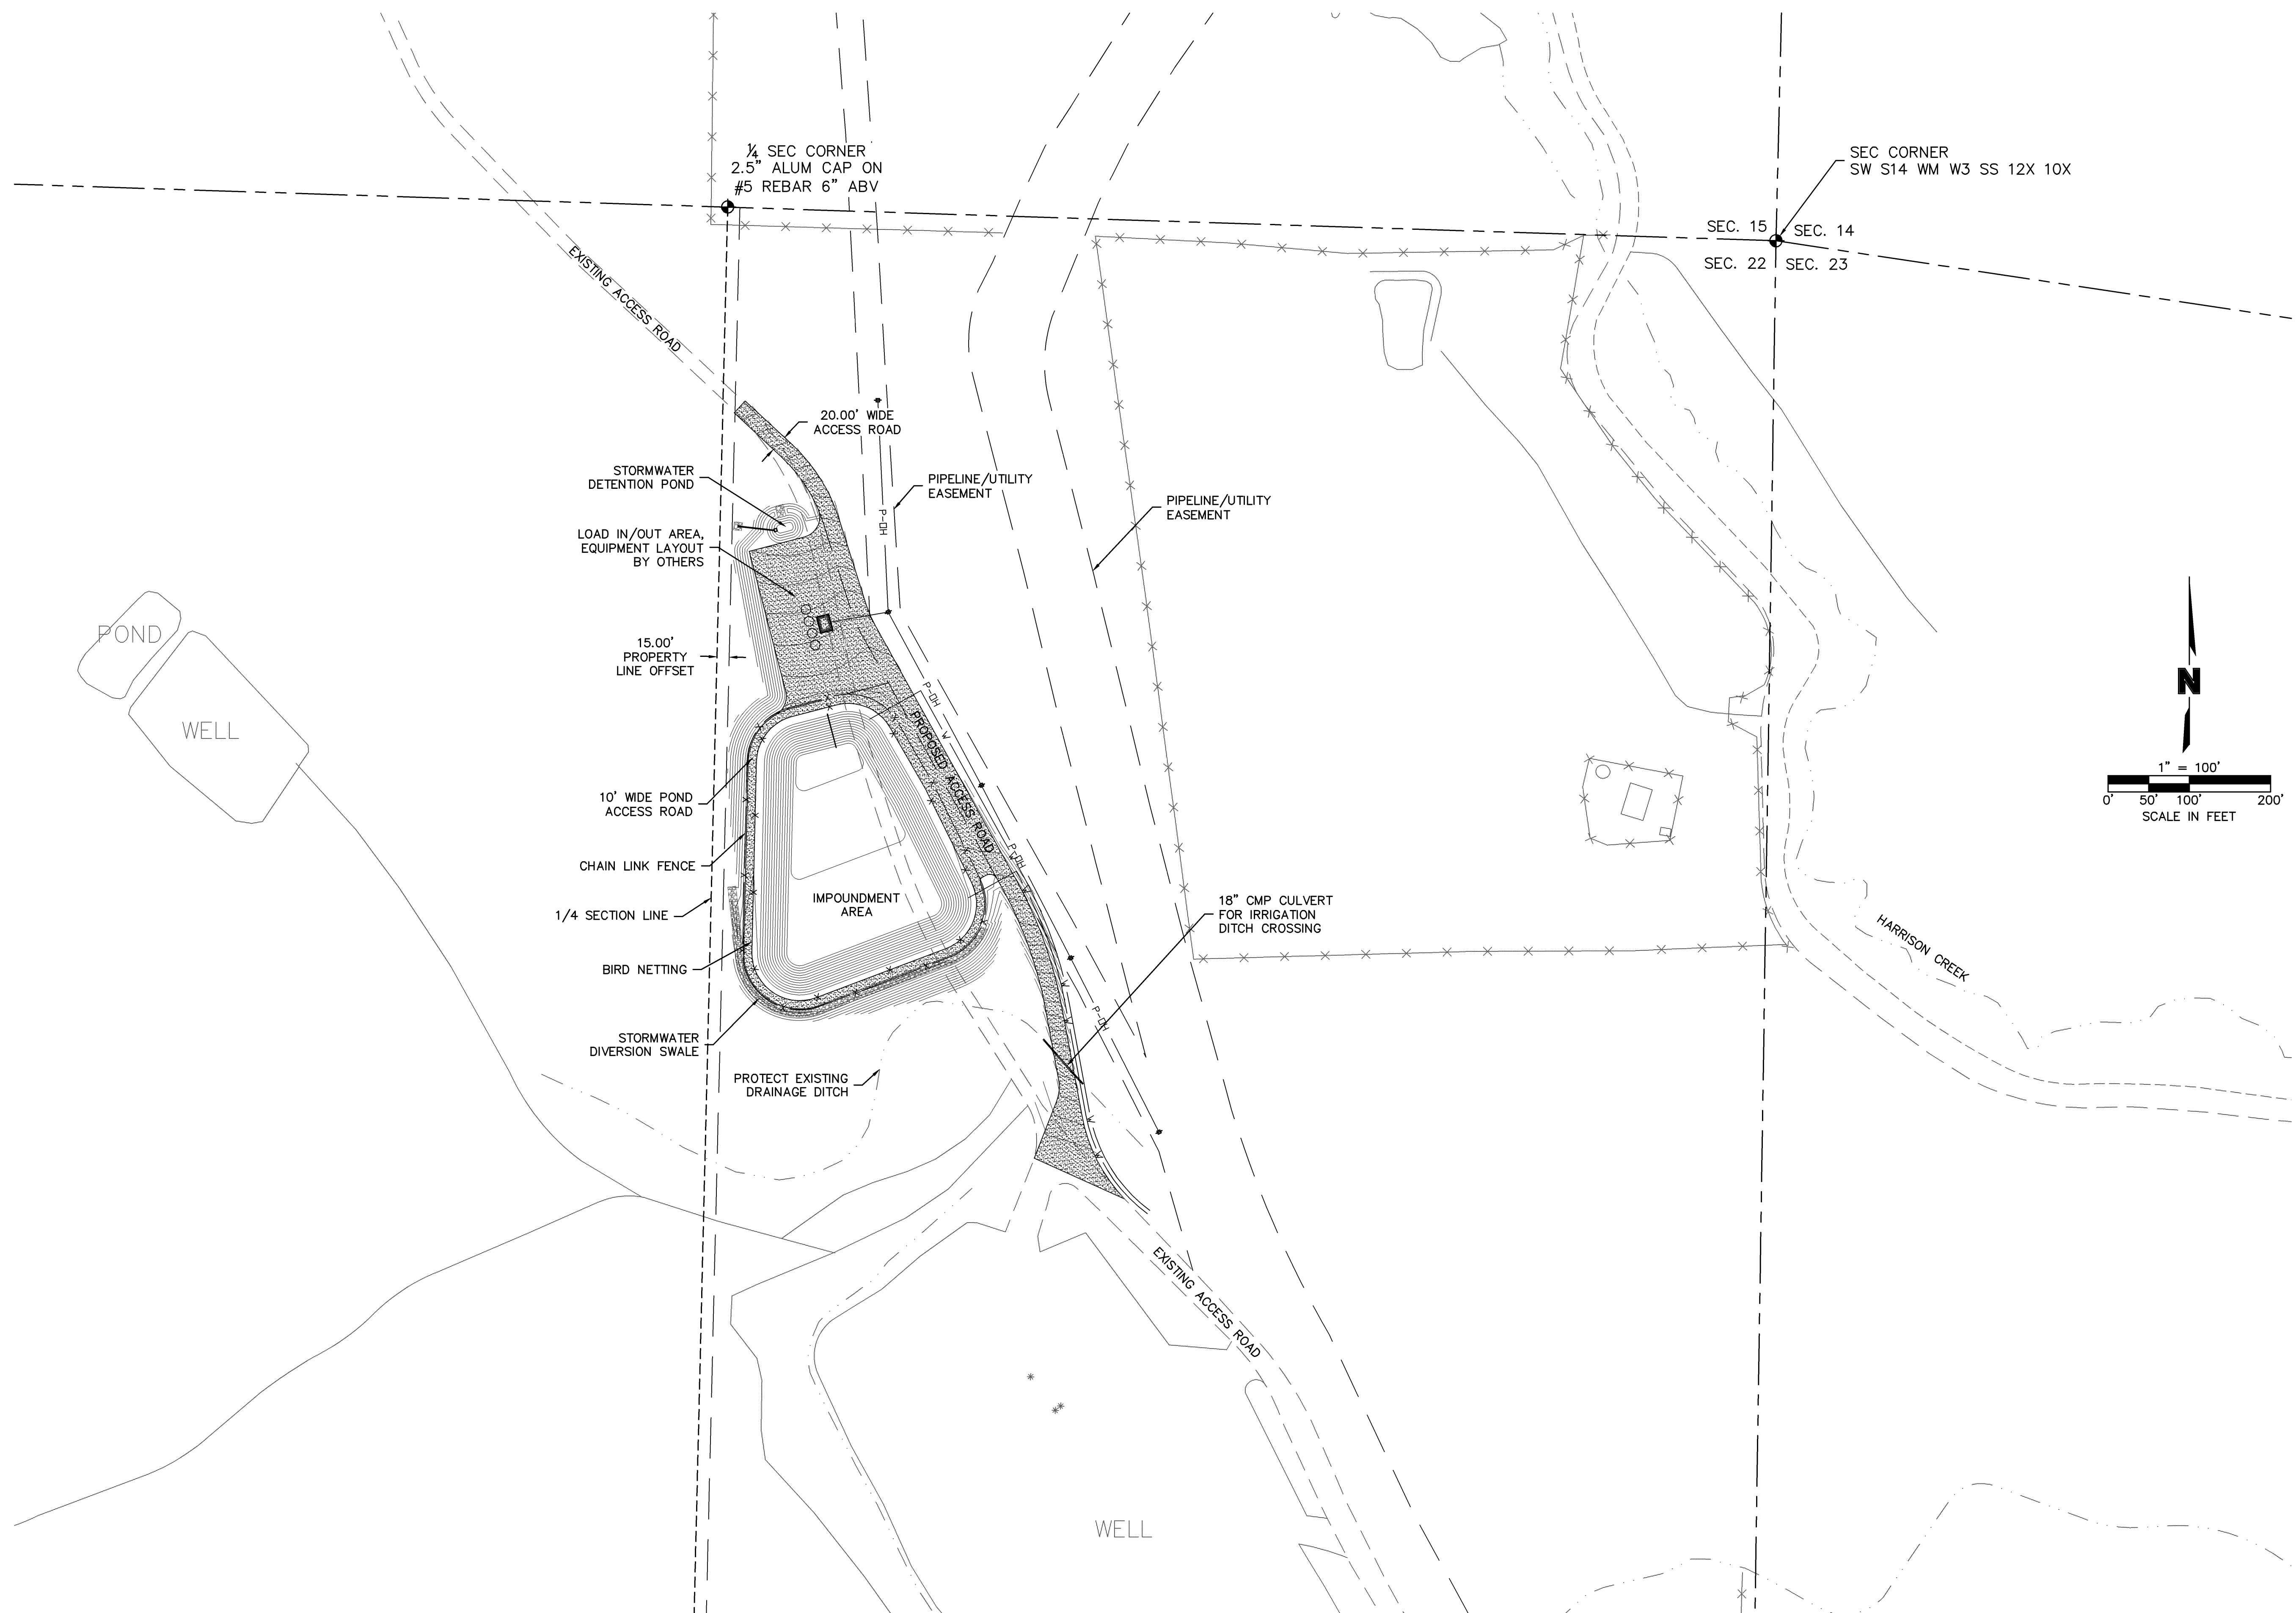 ¼ SEC CORNER
2.5" ALUM CAP ON
#5 REBAR 6" ABV
SEC CORNER
SW S14 WM W3 SS 12X 10X
SEC. 15
SEC. 14
SEC. 22
SEC. 23
EXISTING ACCESS ROAD
20.00' WIDE
ACCESS ROAD
STORMWATER
DETENTION POND
PIPELINE/UTILITY
EASEMENT
PIPELINE/UTILITY
EASEMENT
P-OH
LOAD IN/OUT AREA,
EQUIPMENT LAYOUT
BY OTHERS
POND
WELL
15.00'
PROPERTY
LINE OFFSET
P-OH
W
PROPOSED ACCESS ROAD
N
1" = 100'
0' 50' 100' 200'
SCALE IN FEET
10' WIDE POND
ACCESS ROAD
P-OH
W
CHAIN LINK FENCE
W
IMPOUNDMENT
AREA
1/4 SECTION LINE
18" CMP CULVERT
FOR IRRIGATION
DITCH CROSSING
HARRISON CREEK
BIRD NETTING
W
P-OH
W
STORMWATER
DIVERSION SWALE
PROTECT EXISTING
DRAINAGE DITCH
W
W
EXISTING ACCESS ROAD
WELL